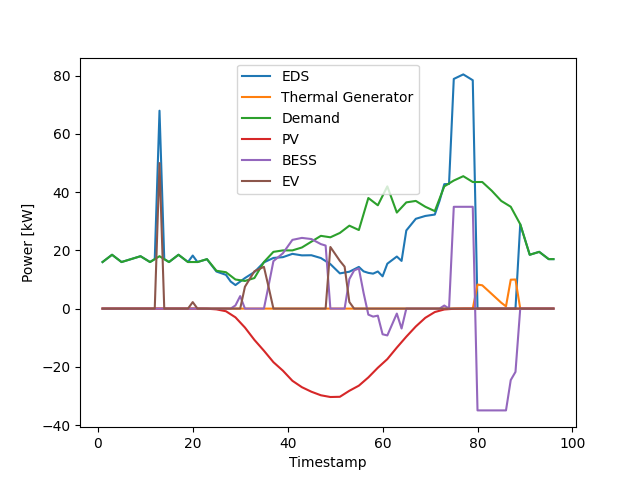 EDS
Thermal Generator
Demand
PV
BESS
EV
Power [kW]
80
60
40
20
0
−20
−40
0 20 40 60 80 100
Timestamp